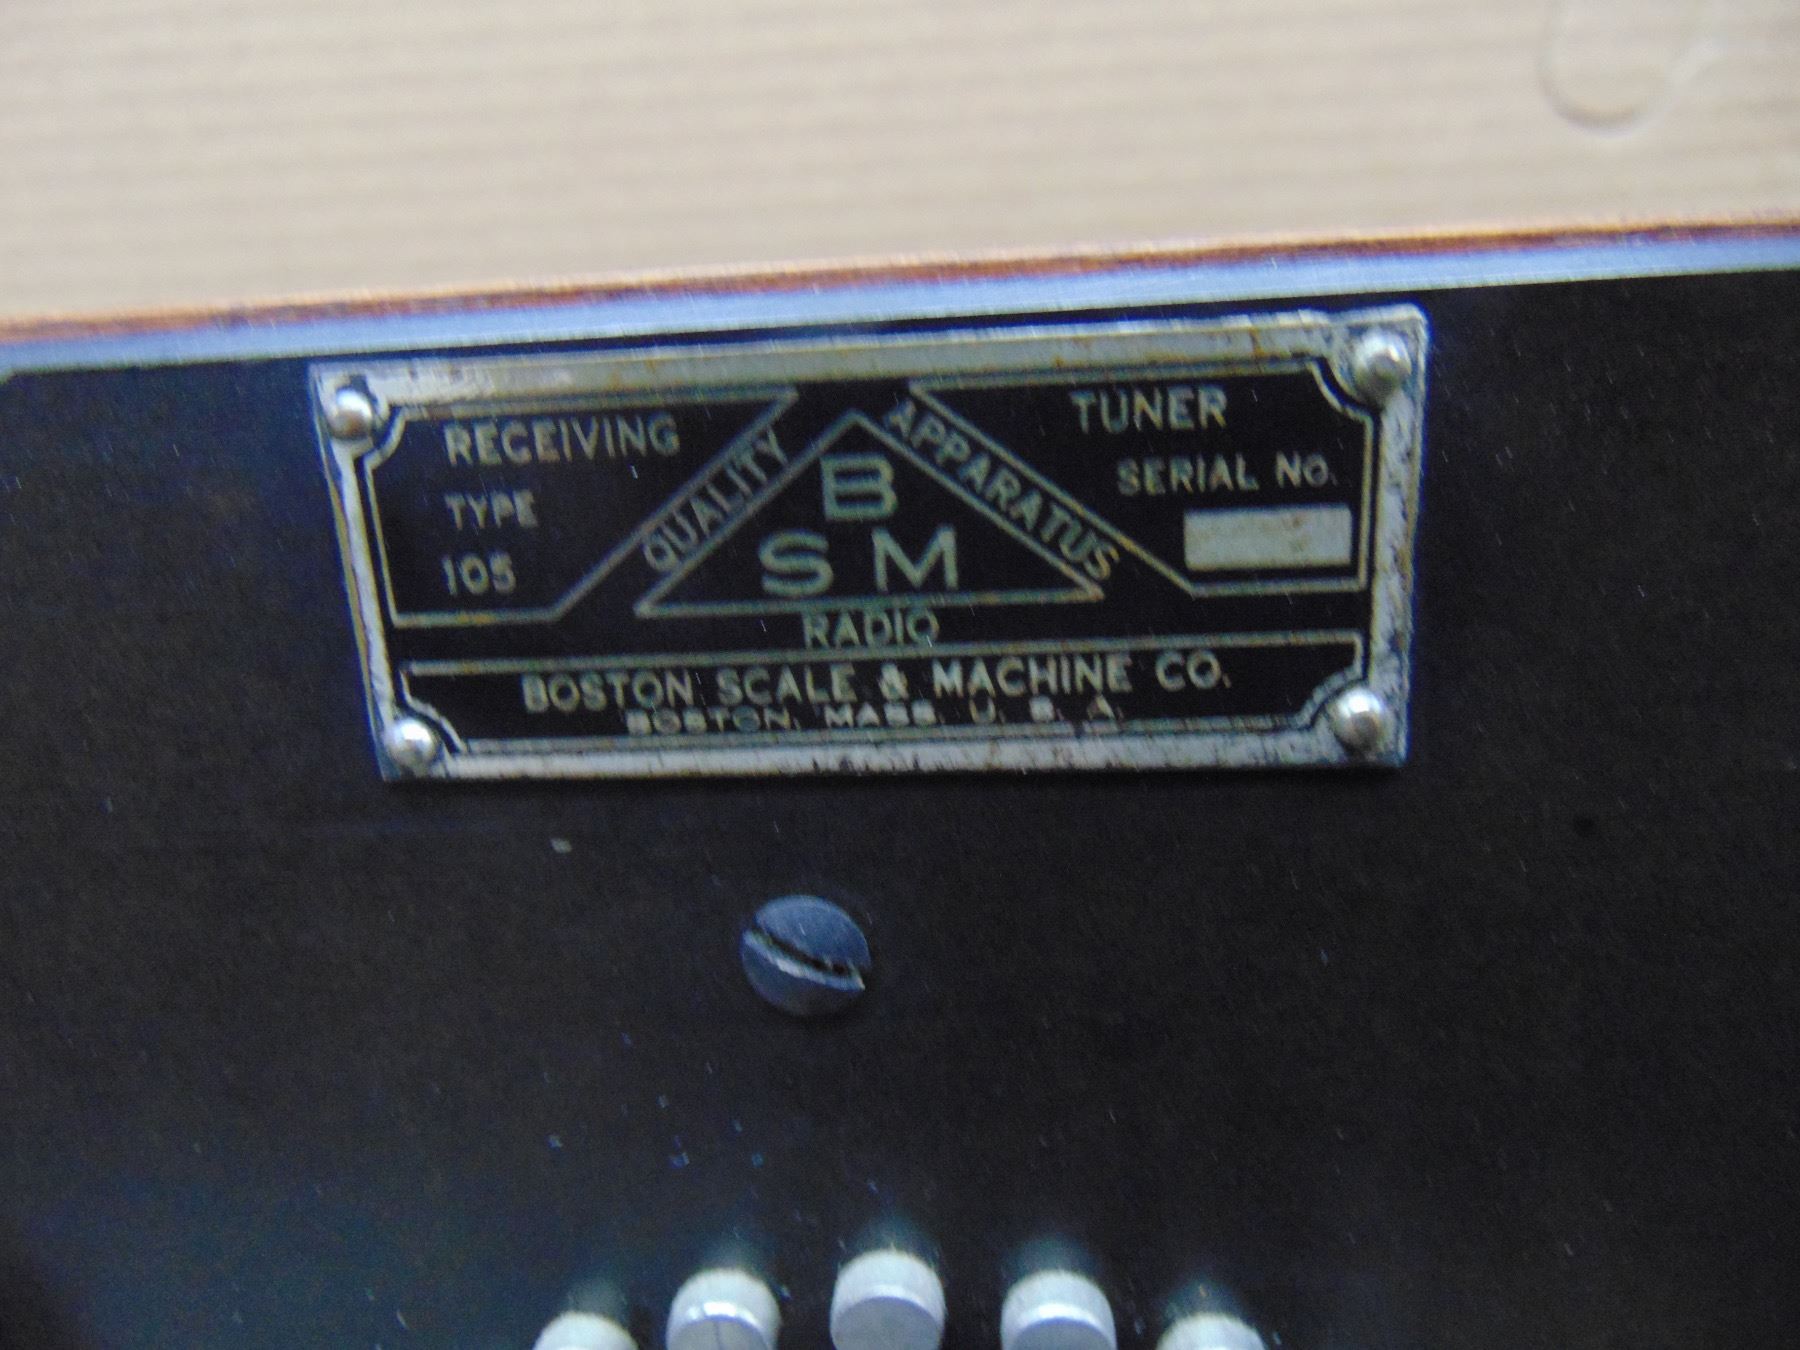 RECEIVING TUNER
TYPE SERIAL NO.
105
QUALITY APPARATUS
B
S M
RADIO
BOSTON SCALE & MACHINE CO.
BOSTON, MASS. U. S. A.